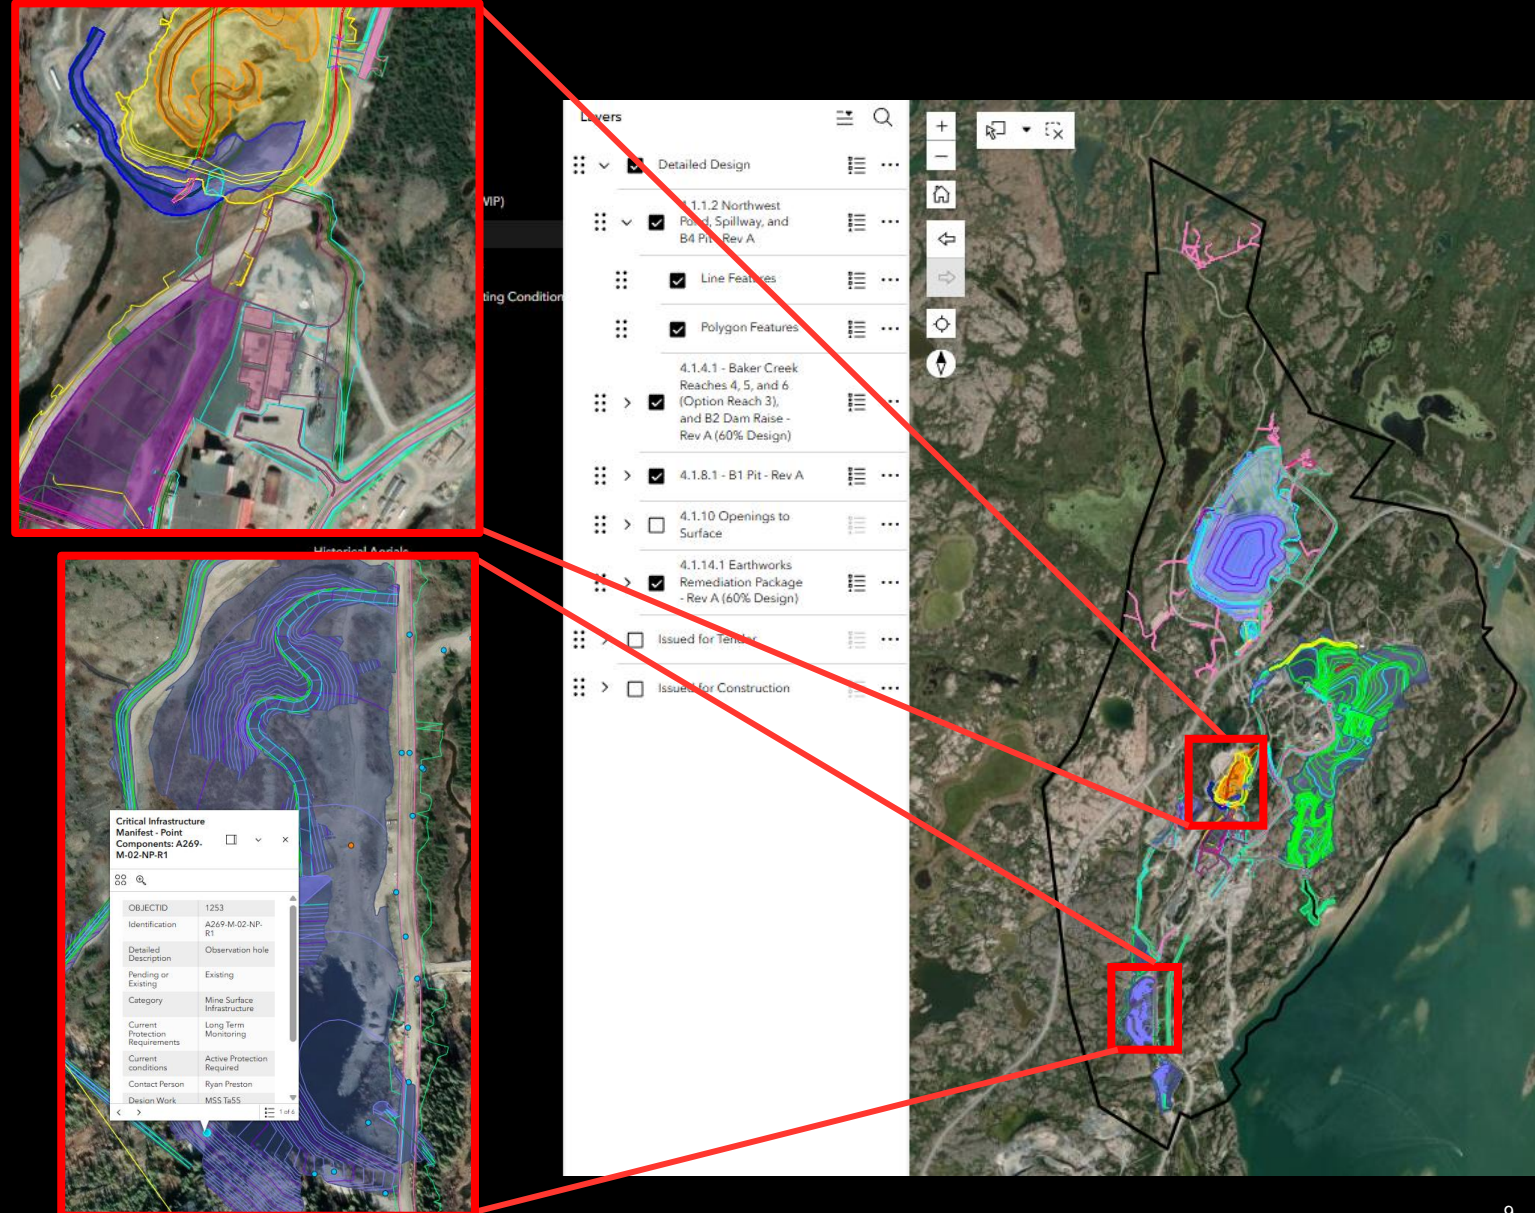 Layers
Detailed Design
4.1.1.2 Northwest
Pond, Spillway, and
B4 Pit - Rev A
Line Features
Polygon Features
4.1.4.1 - Baker Creek
Reaches 4, 5, and 6
(Option Reach 3),
and B2 Dam Raise -
Rev A (60% Design)
4.1.8.1 - B1 Pit - Rev A
4.1.10 Openings to
Surface
4.1.14.1 Earthworks
Remediation Package
- Rev A (60% Design)
Issued for Tender
Issued for Construction
WIP)
ting Condition
Historical Aerials
Critical Infrastructure
Manifest - Point
Components: A269-
M-02-NP-R1
OBJECTID 1253
Identification A269-M-02-NP-
R1
Detailed Observation hole
Description
Pending or Existing
Existing
Category Mine Surface
Infrastructure
Current Long Term
Protection Monitoring
Requirements
Current Active Protection
conditions Required
Contact Person Ryan Preston
Design Work MSS Ta55
1 of 6
9